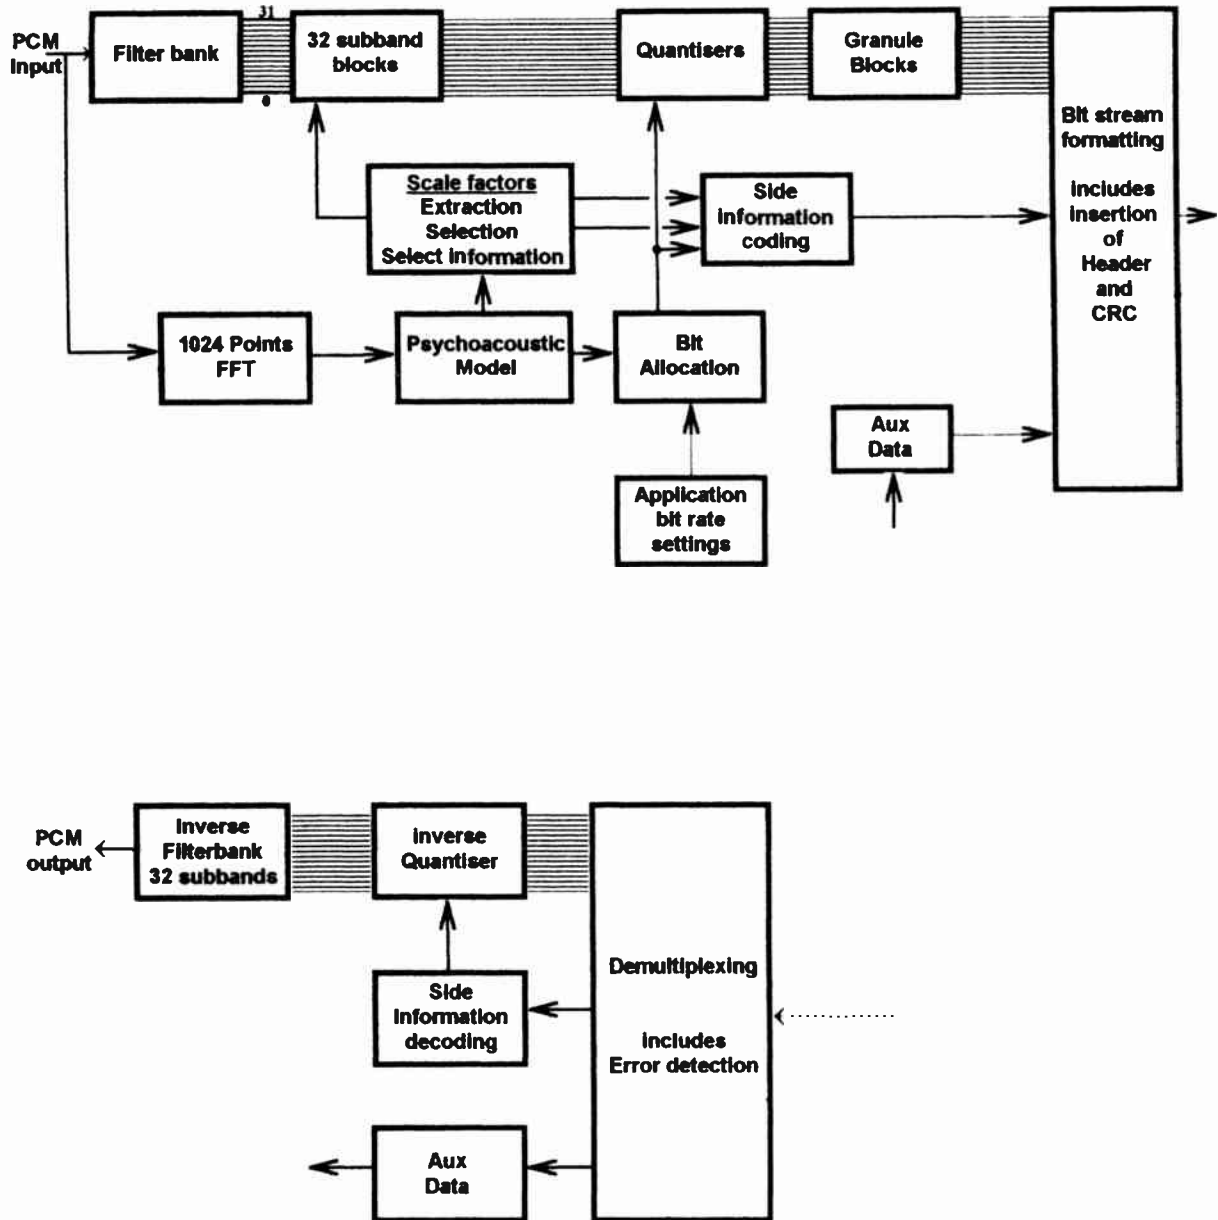 31
PCM
Input
Filter bank
32 subband
blocks
Quantisers
Granule
Blocks
0
Bit stream
formatting
includes
insertion
of
Header
and
CRC
Scale factors
Extraction
Selection
Select information
Side
information
coding
1024 Points
FFT
Psychoacoustic
Model
Bit
Allocation
Aux
Data
Application
bit rate
settings
PCM
output
Inverse
Filterbank
32 subbands
inverse
Quantiser
Demultiplexing
includes
Error detection
Side
Information
decoding
Aux
Data